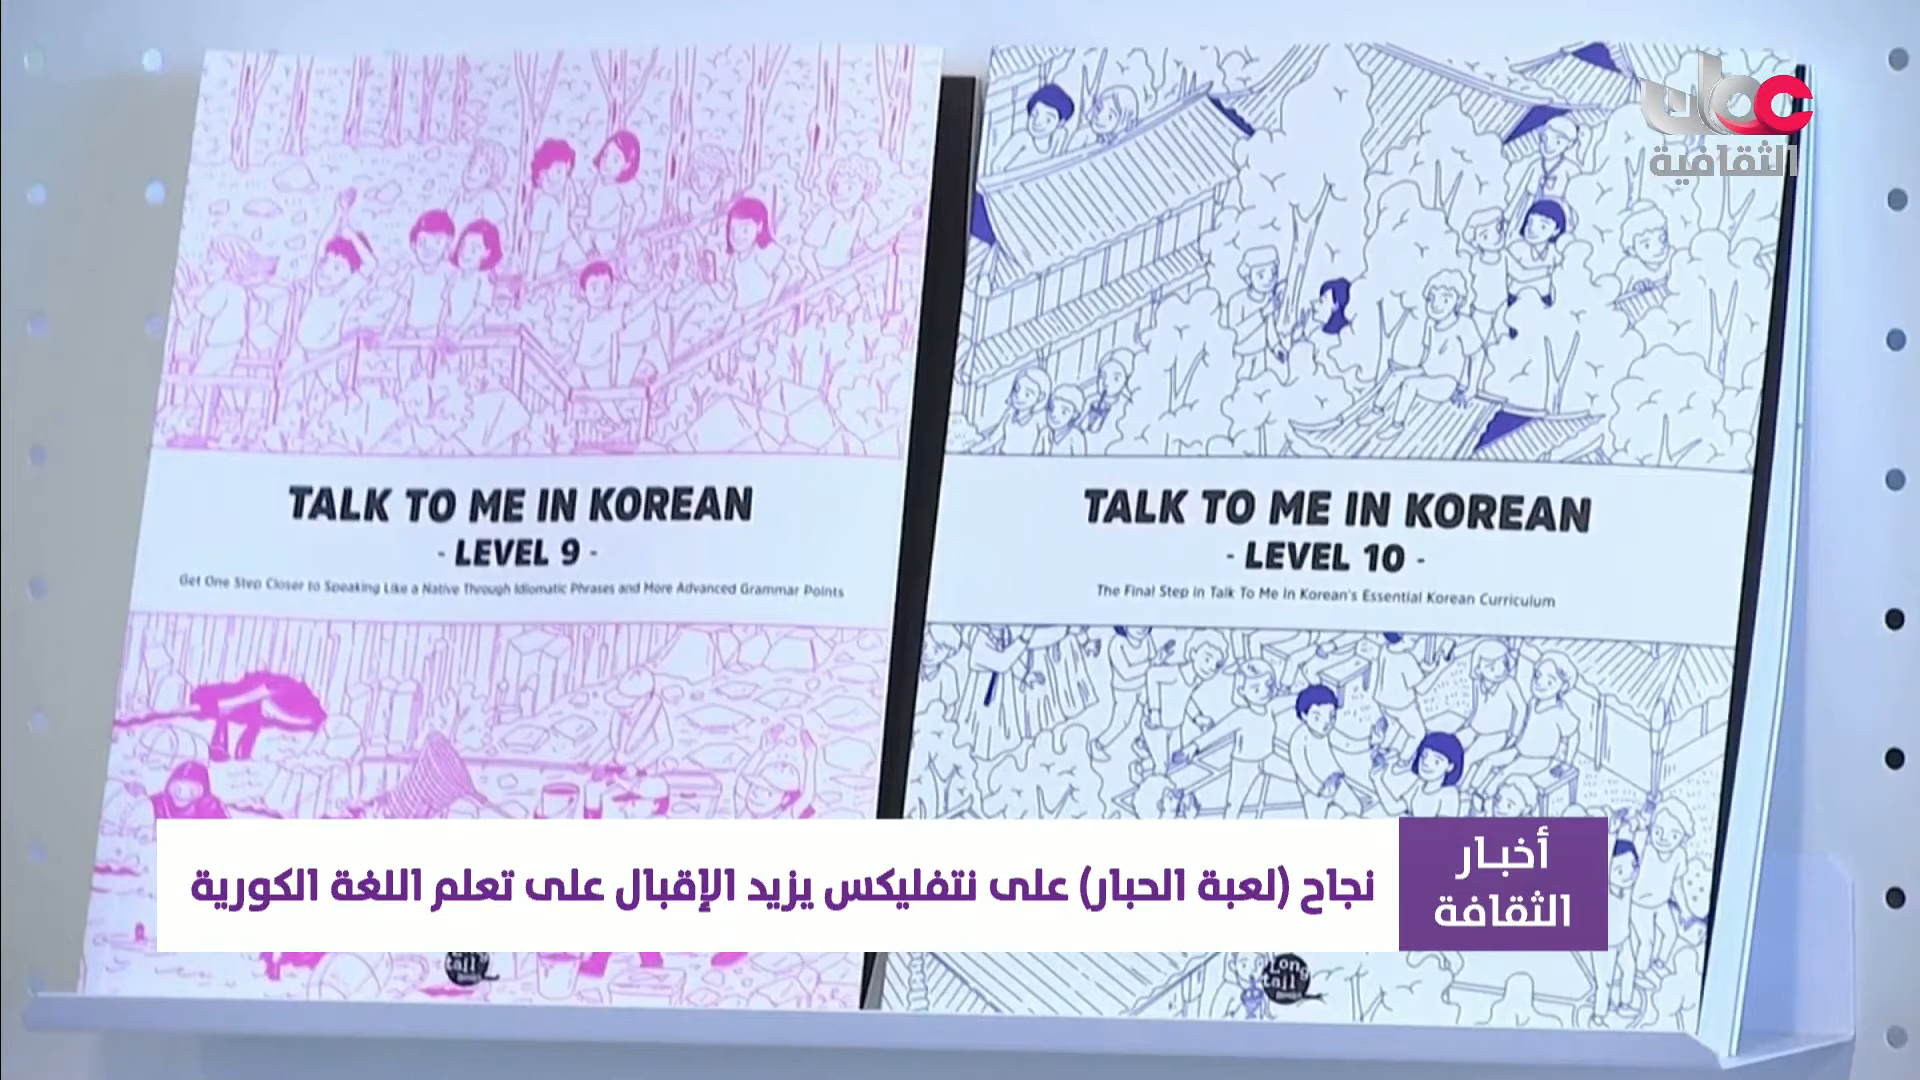 عمان
الثقافية
TALK TO ME IN KOREAN
- LEVEL 9 -
Get One Step Closer to Speaking Like a Native Through Idiomatic Phrases and More Advanced Grammar Points
TALK TO ME IN KOREAN
- LEVEL 10 -
The Final Step in Talk To Me In Korean's Essential Korean Curriculum
أخبار
الثقافة
نجاح (لعبة الحبار) على نتفليكس يزيد الإقبال على تعلم اللغة الكورية
tail
Long
tail